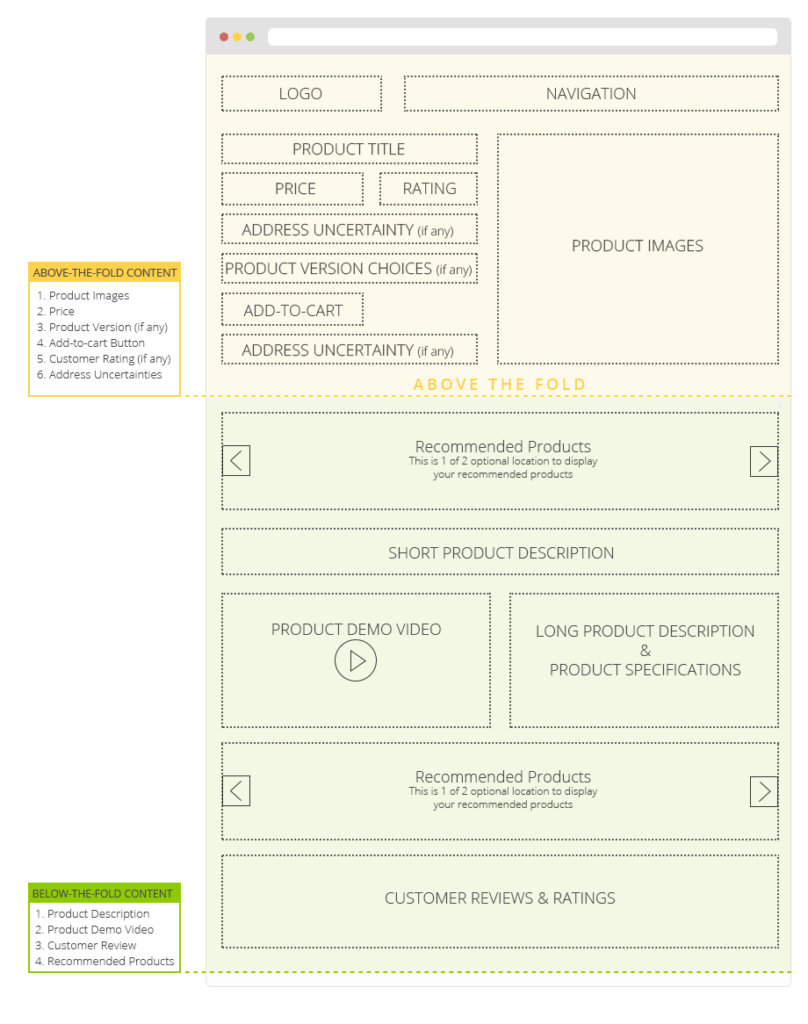 LOGO
NAVIGATION
PRODUCT TITLE
PRICE
RATING
ADDRESS UNCERTAINTY (if any)
PRODUCT VERSION CHOICES (if any)
ADD-TO-CART
ADDRESS UNCERTAINTY (if any)
PRODUCT IMAGES
ABOVE-THE-FOLD CONTENT
1. Product Images
2. Price
3. Product Version (if any)
4. Add-to-cart Button
5. Customer Rating (if any)
6. Address Uncertainties
ABOVE THE FOLD
Recommended Products
This is 1 of 2 optional location to display
your recommended products
SHORT PRODUCT DESCRIPTION
PRODUCT DEMO VIDEO
LONG PRODUCT DESCRIPTION
&
PRODUCT SPECIFICATIONS
Recommended Products
This is 1 of 2 optional location to display
your recommended products
CUSTOMER REVIEWS & RATINGS
BELOW-THE-FOLD CONTENT
1. Product Description
2. Product Demo Video
3. Customer Review
4. Recommended Products